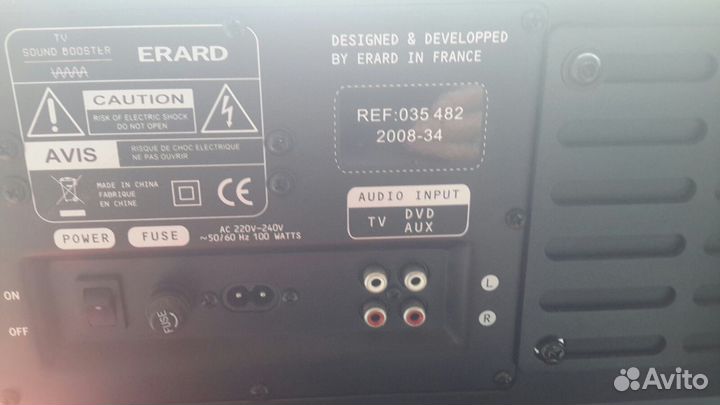 TV
SOUND BOOSTER
ERARD
CAUTION
RISK OF ELECTRIC SHOCK
DO NOT OPEN
AVIS
RISQUE DE CHOC ELECTRIQUE
NE PAS OUVRIR
MADE IN CHINA
FABRIQUE
EN CHINE
CE
DESIGNED & DEVELOPPED
BY ERARD IN FRANCE
REF:035 482
2008-34
AUDIO INPUT
TV
DVD
AUX
POWER
FUSE
AC 220V-240V
~50/60 Hz 100 WATTS
ON
OFF
FUSE
L
R
Avito